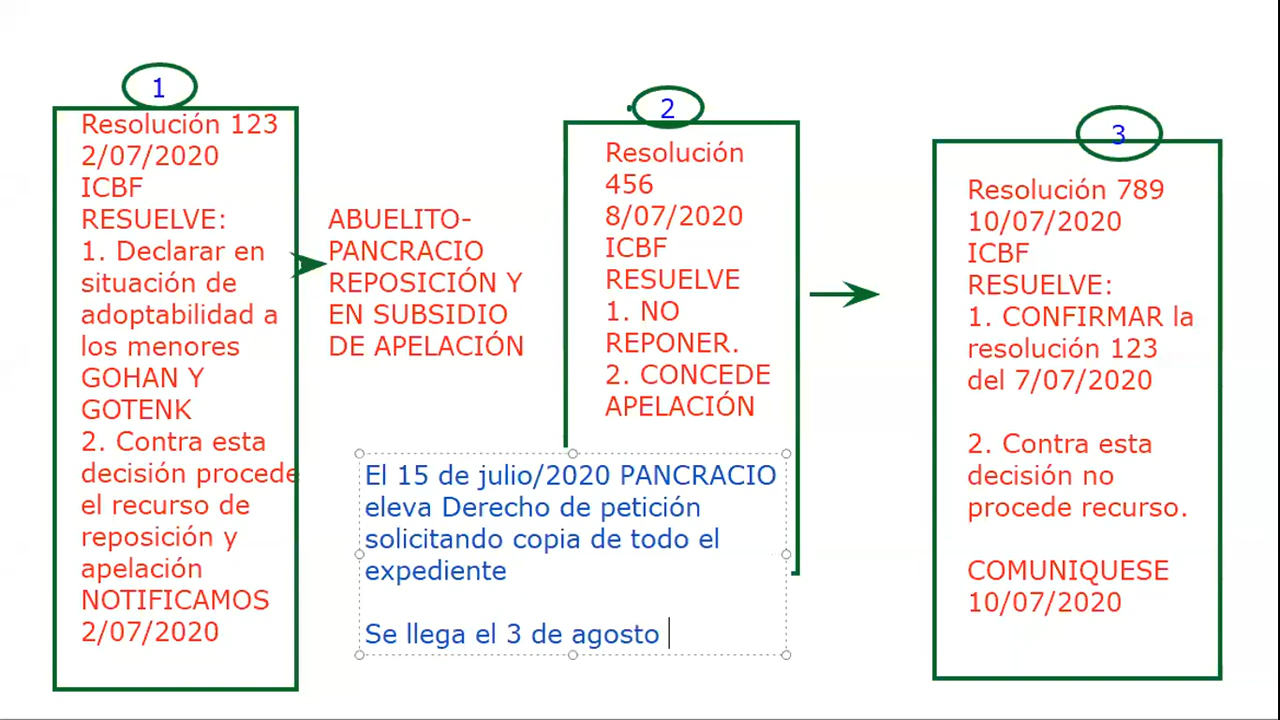 1
Resolución 123
2/07/2020
ICBF
RESUELVE:
1. Declarar en
situación de
adoptabilidad a
los menores
GOHAN Y
GOTENK
2. Contra esta
decisión procede
el recurso de
reposición y
apelación
NOTIFICAMOS
2/07/2020
ABUELITO-
PANCRACIO
REPOSICIÓN Y
EN SUBSIDIO
DE APELACIÓN
2
Resolución
456
8/07/2020
ICBF
RESUELVE
1. NO
REPONER.
2. CONCEDE
APELACIÓN
El 15 de julio/2020 PANCRACIO
eleva Derecho de petición
solicitando copia de todo el
expediente
Se llega el 3 de agosto
3
Resolución 789
10/07/2020
ICBF
RESUELVE:
1. CONFIRMAR la
resolución 123
del 7/07/2020
2. Contra esta
decisión no
procede recurso.
COMUNIQUESE
10/07/2020